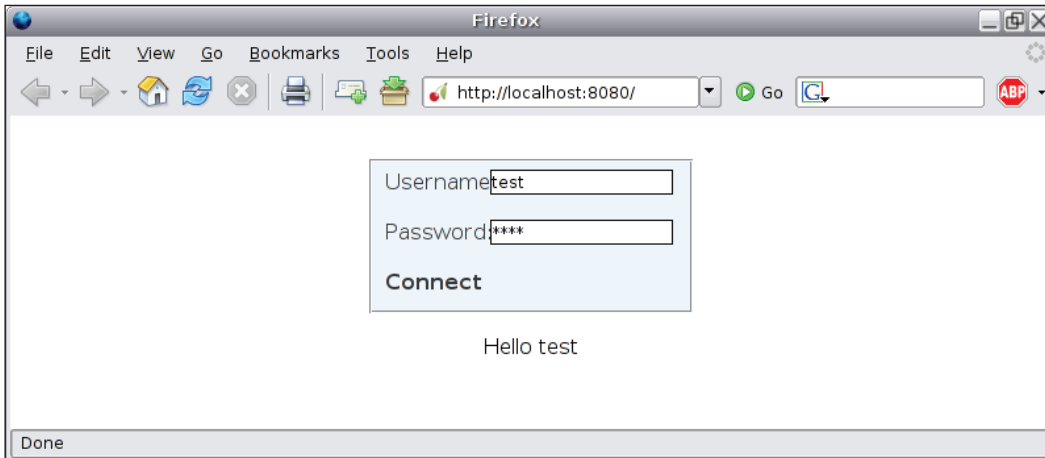 Firefox
File Edit View Go Bookmarks Tools Help
http://localhost:8080/ Go G ABP
Username test
Password: ****
Connect
Hello test
Done